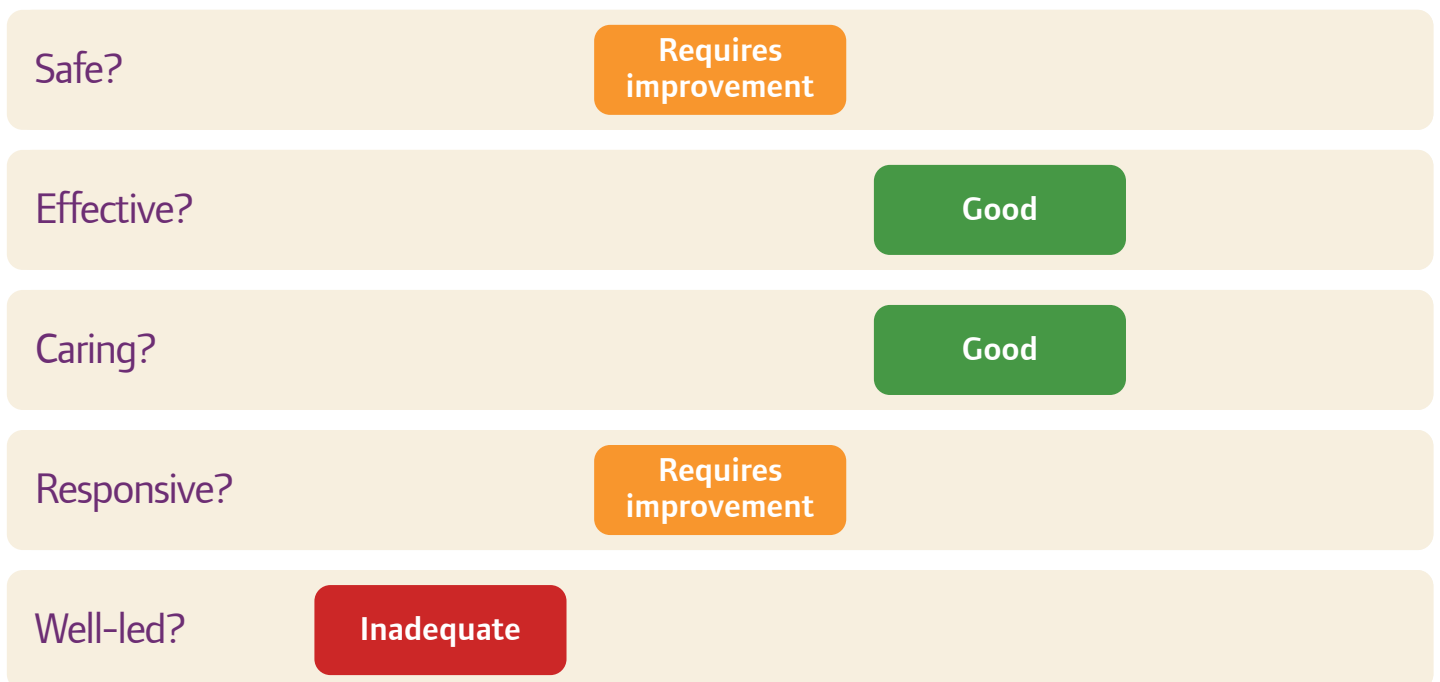 Safe?
Requires
improvement
Effective?
Good
Caring?
Good
Responsive?
Requires
improvement
Well-led?
Inadequate